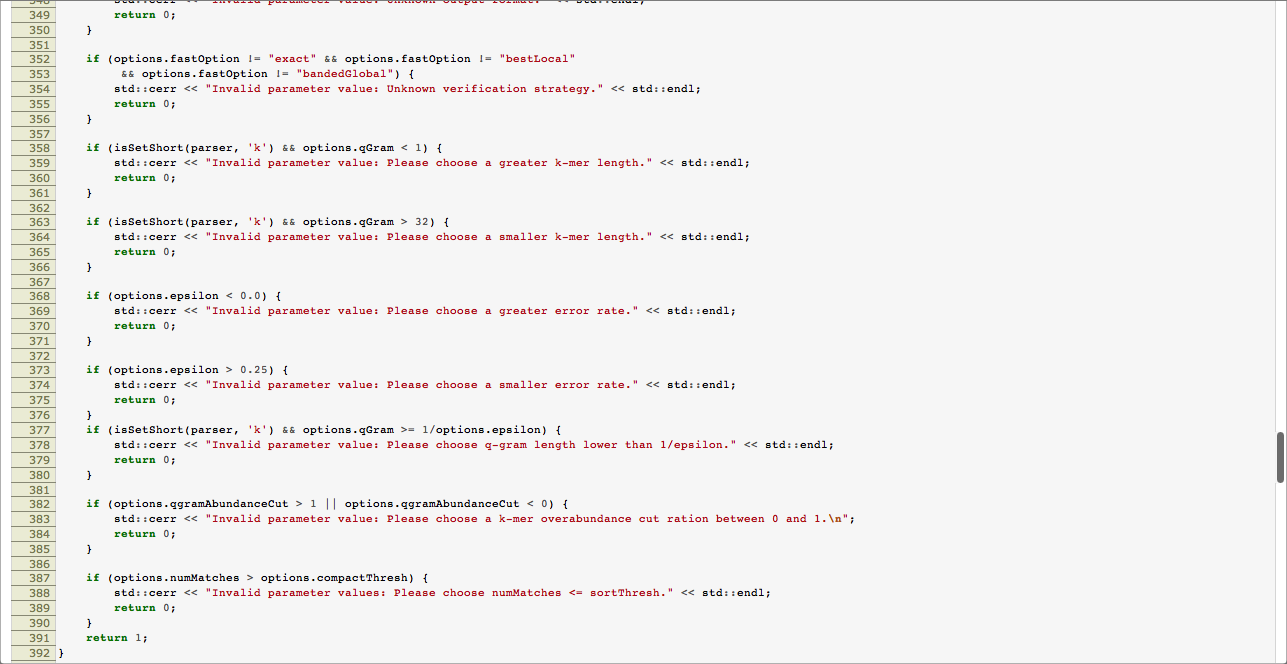 349             return 0;
350         }
351
352         if (options.fastOption != "exact" && options.fastOption != "bestLocal"
353              && options.fastOption != "bandedGlobal") {
354             std::cerr << "Invalid parameter value: Unknown verification strategy." << std::endl;
355             return 0;
356         }
357
358         if (isSetShort(parser, 'k') && options.qGram < 1) {
359             std::cerr << "Invalid parameter value: Please choose a greater k-mer length." << std::endl;
360             return 0;
361         }
362
363         if (isSetShort(parser, 'k') && options.qGram > 32) {
364             std::cerr << "Invalid parameter value: Please choose a smaller k-mer length." << std::endl;
365             return 0;
366         }
367
368         if (options.epsilon < 0.0) {
369             std::cerr << "Invalid parameter value: Please choose a greater error rate." << std::endl;
370             return 0;
371         }
372
373         if (options.epsilon > 0.25) {
374             std::cerr << "Invalid parameter value: Please choose a smaller error rate." << std::endl;
375             return 0;
376         }
377         if (isSetShort(parser, 'k') && options.qGram >= 1/options.epsilon) {
378             std::cerr << "Invalid parameter value: Please choose q-gram length lower than 1/epsilon." << std::endl;
379             return 0;
380         }
381
382         if (options.qgramAbundanceCut > 1 || options.qgramAbundanceCut < 0) {
383             std::cerr << "Invalid parameter value: Please choose a k-mer overabundance cut ration between 0 and 1.\n";
384             return 0;
385         }
386
387         if (options.numMatches > options.compactThresh) {
388             std::cerr << "Invalid parameter values: Please choose numMatches <= sortThresh." << std::endl;
389             return 0;
390         }
391         return 1;
392     }